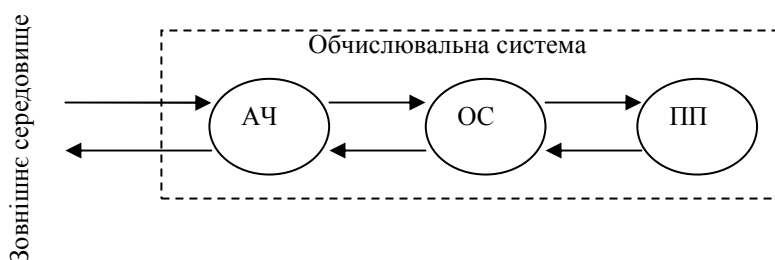 Зовнішнє середовище
Обчислювальна система
АЧ
ОС
ПП